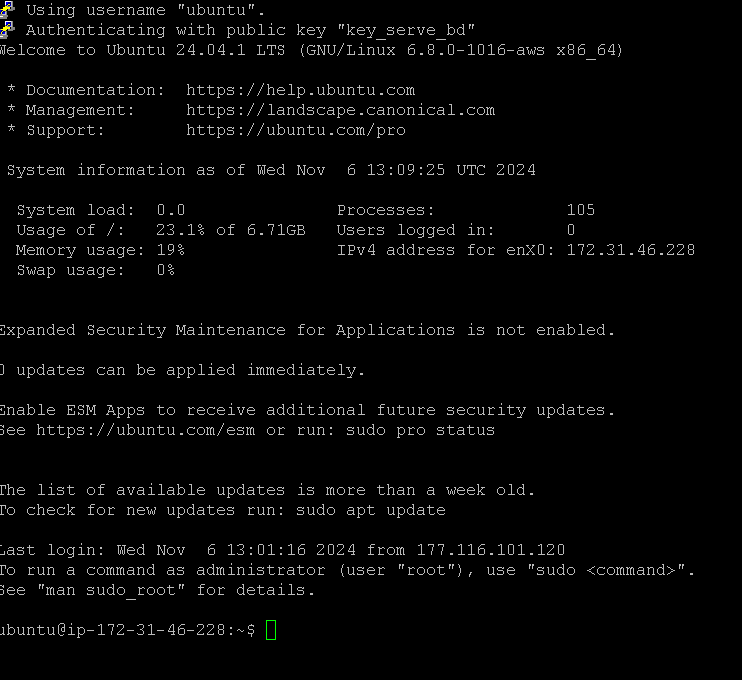 Using username "ubuntu".
Authenticating with public key "key_serve_bd"
Welcome to Ubuntu 24.04.1 LTS (GNU/Linux 6.8.0-1016-aws x86_64)
* Documentation:  https://help.ubuntu.com
* Management:     https://landscape.canonical.com
* Support:        https://ubuntu.com/pro
System information as of Wed Nov  6 13:09:25 UTC 2024
System load:  0.0                Processes:              105
Usage of /:   23.1% of 6.71GB   Users logged in:        0
Memory usage: 19%                IPv4 address for enX0: 172.31.46.228
Swap usage:   0%
Expanded Security Maintenance for Applications is not enabled.
0 updates can be applied immediately.
Enable ESM Apps to receive additional future security updates.
See https://ubuntu.com/esm or run: sudo pro status
The list of available updates is more than a week old.
To check for new updates run: sudo apt update
Last login: Wed Nov  6 13:01:16 2024 from 177.116.101.120
To run a command as administrator (user "root"), use "sudo <command>".
See "man sudo_root" for details.
ubuntu@ip-172-31-46-228:~$